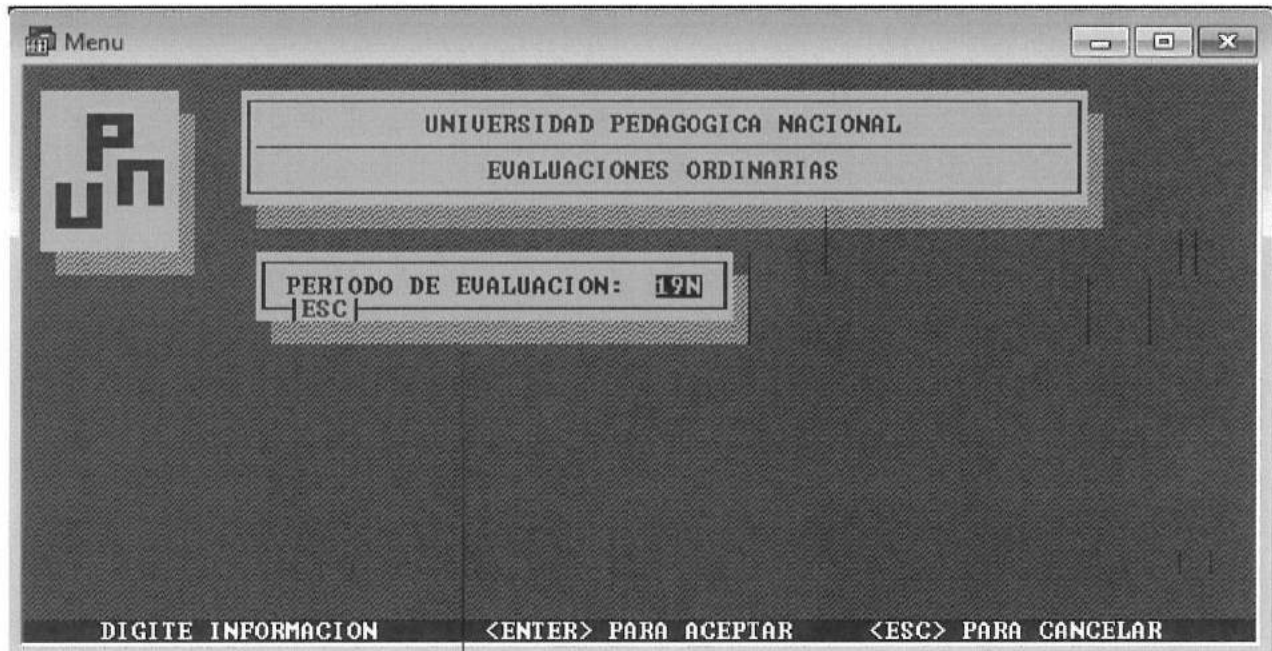 Menu
UPN
UNIVERSIDAD PEDAGOGICA NACIONAL
EVALUACIONES ORDINARIAS
PERIODO DE EVALUACION: 19N
|ESC|
DIGITE INFORMACION <ENTER> PARA ACEPTAR <ESC> PARA CANCELAR